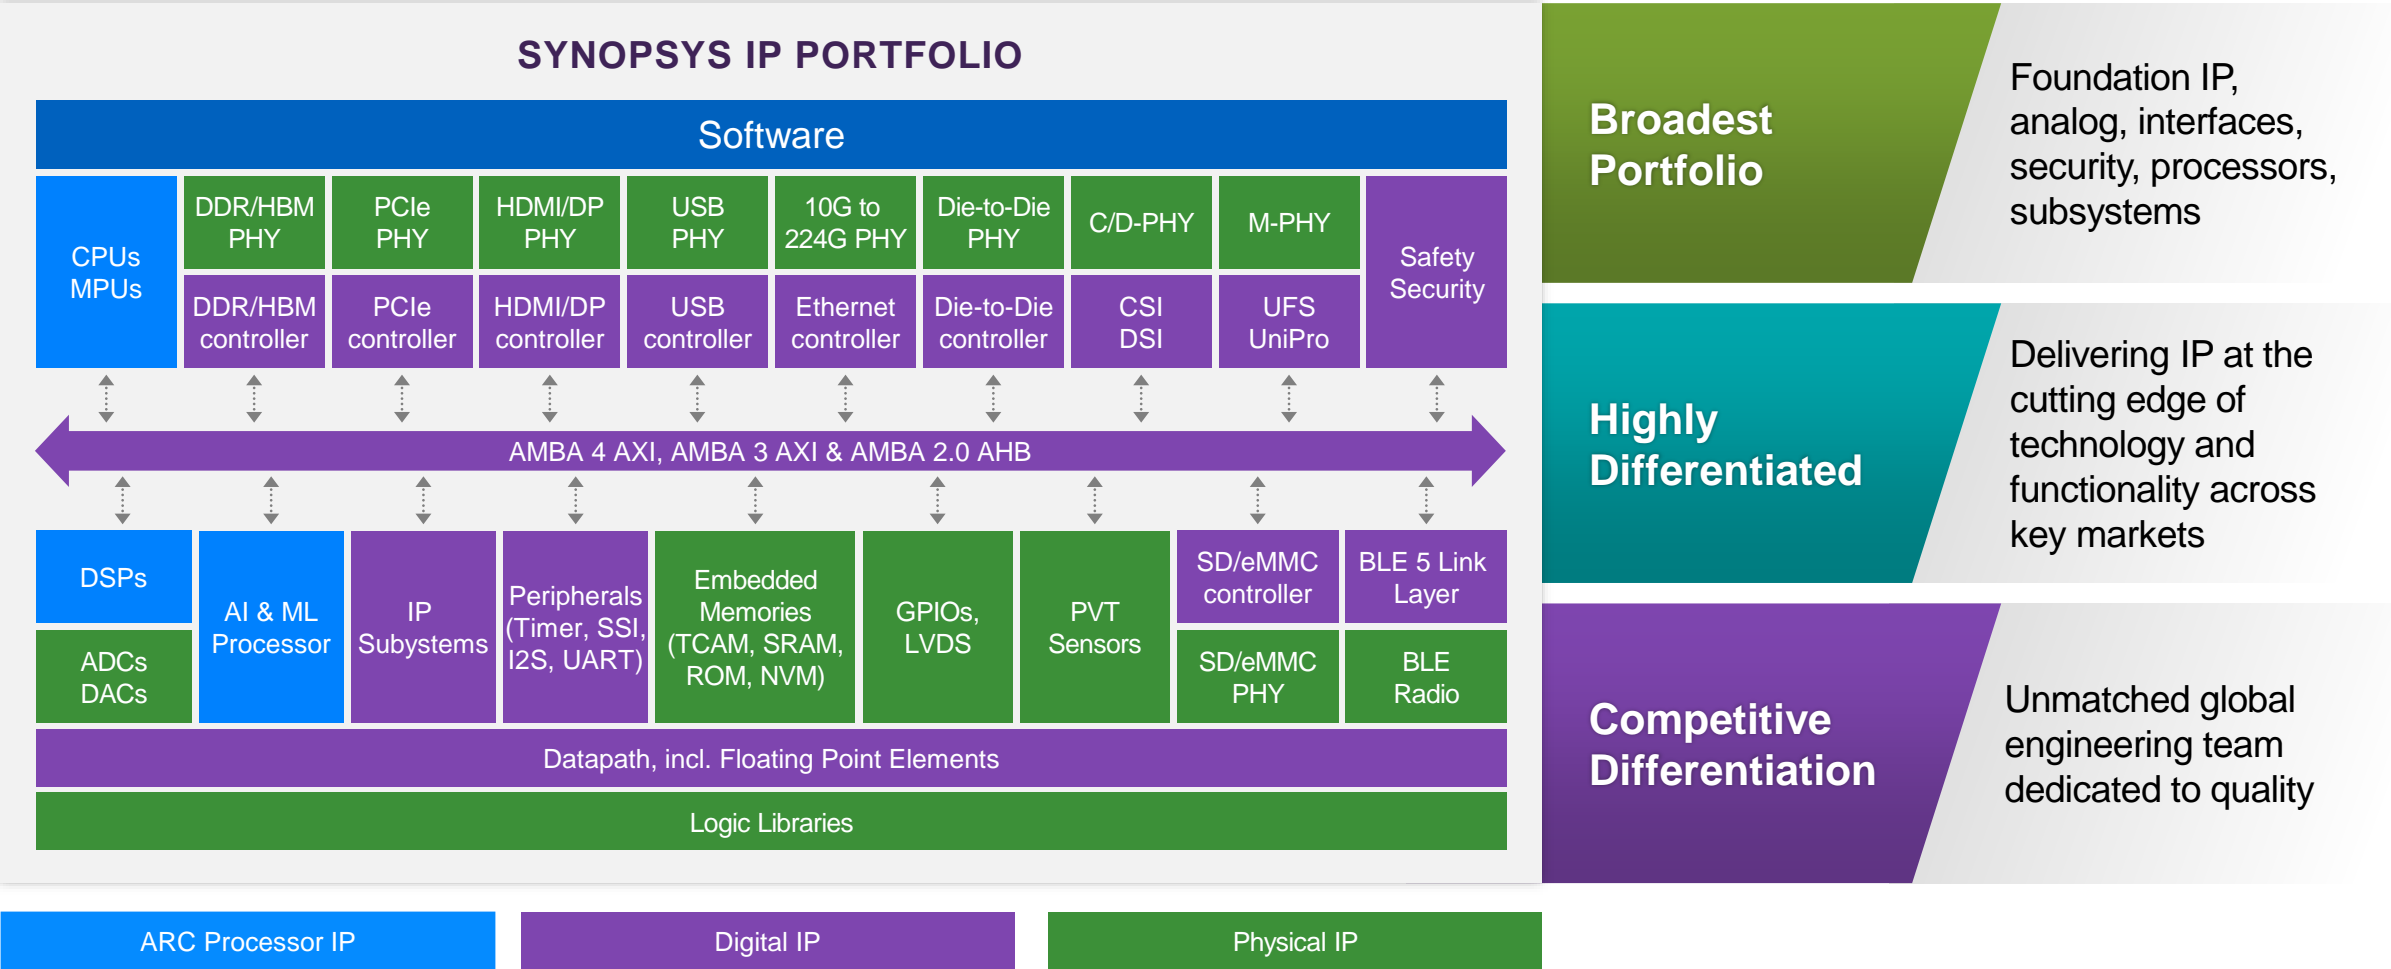 SYNOPSYS IP PORTFOLIO
Software
CPUs
MPUs
DDR/HBM
PHY
PCIe
PHY
HDMI/DP
PHY
USB
PHY
10G to
224G PHY
Die-to-Die
PHY
C/D-PHY
M-PHY
Safety
Security
DDR/HBM
controller
PCIe
controller
HDMI/DP
controller
USB
controller
Ethernet
controller
Die-to-Die
controller
CSI
DSI
UFS
UniPro
AMBA 4 AXI, AMBA 3 AXI & AMBA 2.0 AHB
DSPs
ADCs
DACs
AI & ML
Processor
IP
Subystems
Peripherals
(Timer, SSI,
I2S, UART)
Embedded
Memories
(TCAM, SRAM,
ROM, NVM)
GPIOs,
LVDS
PVT
Sensors
SD/eMMC
controller
SD/eMMC
PHY
BLE 5 Link
Layer
BLE
Radio
Datapath, incl. Floating Point Elements
Logic Libraries
ARC Processor IP
Digital IP
Physical IP
Broadest
Portfolio
Foundation IP,
analog, interfaces,
security, processors,
subsystems
Highly
Differentiated
Delivering IP at the
cutting edge of
technology and
functionality across
key markets
Competitive
Differentiation
Unmatched global
engineering team
dedicated to quality